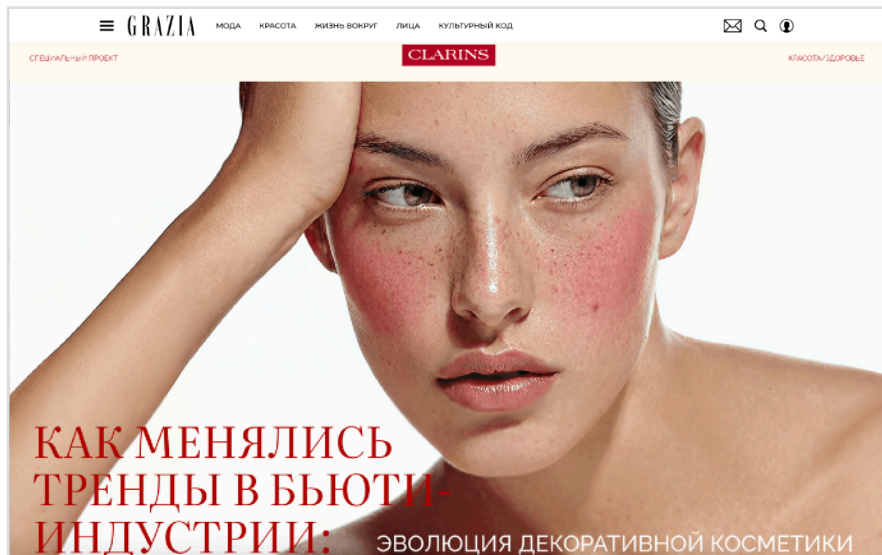 GRAZIA МОДА КРАСОТА ЖИЗНЬ ВОКРУГ ЛИЦА КУЛЬТУРНЫЙ КОД
СПЕЦИАЛЬНЫЙ ПРОЕКТ CLARINS КРАСОТА/ЗДОРОВЬЕ
КАК МЕНЯЛИСЬ
ТРЕНДЫ В БЬЮТИ-
ИНДУСТРИИ:
ЭВОЛЮЦИЯ ДЕКОРАТИВНОЙ КОСМЕТИКИ